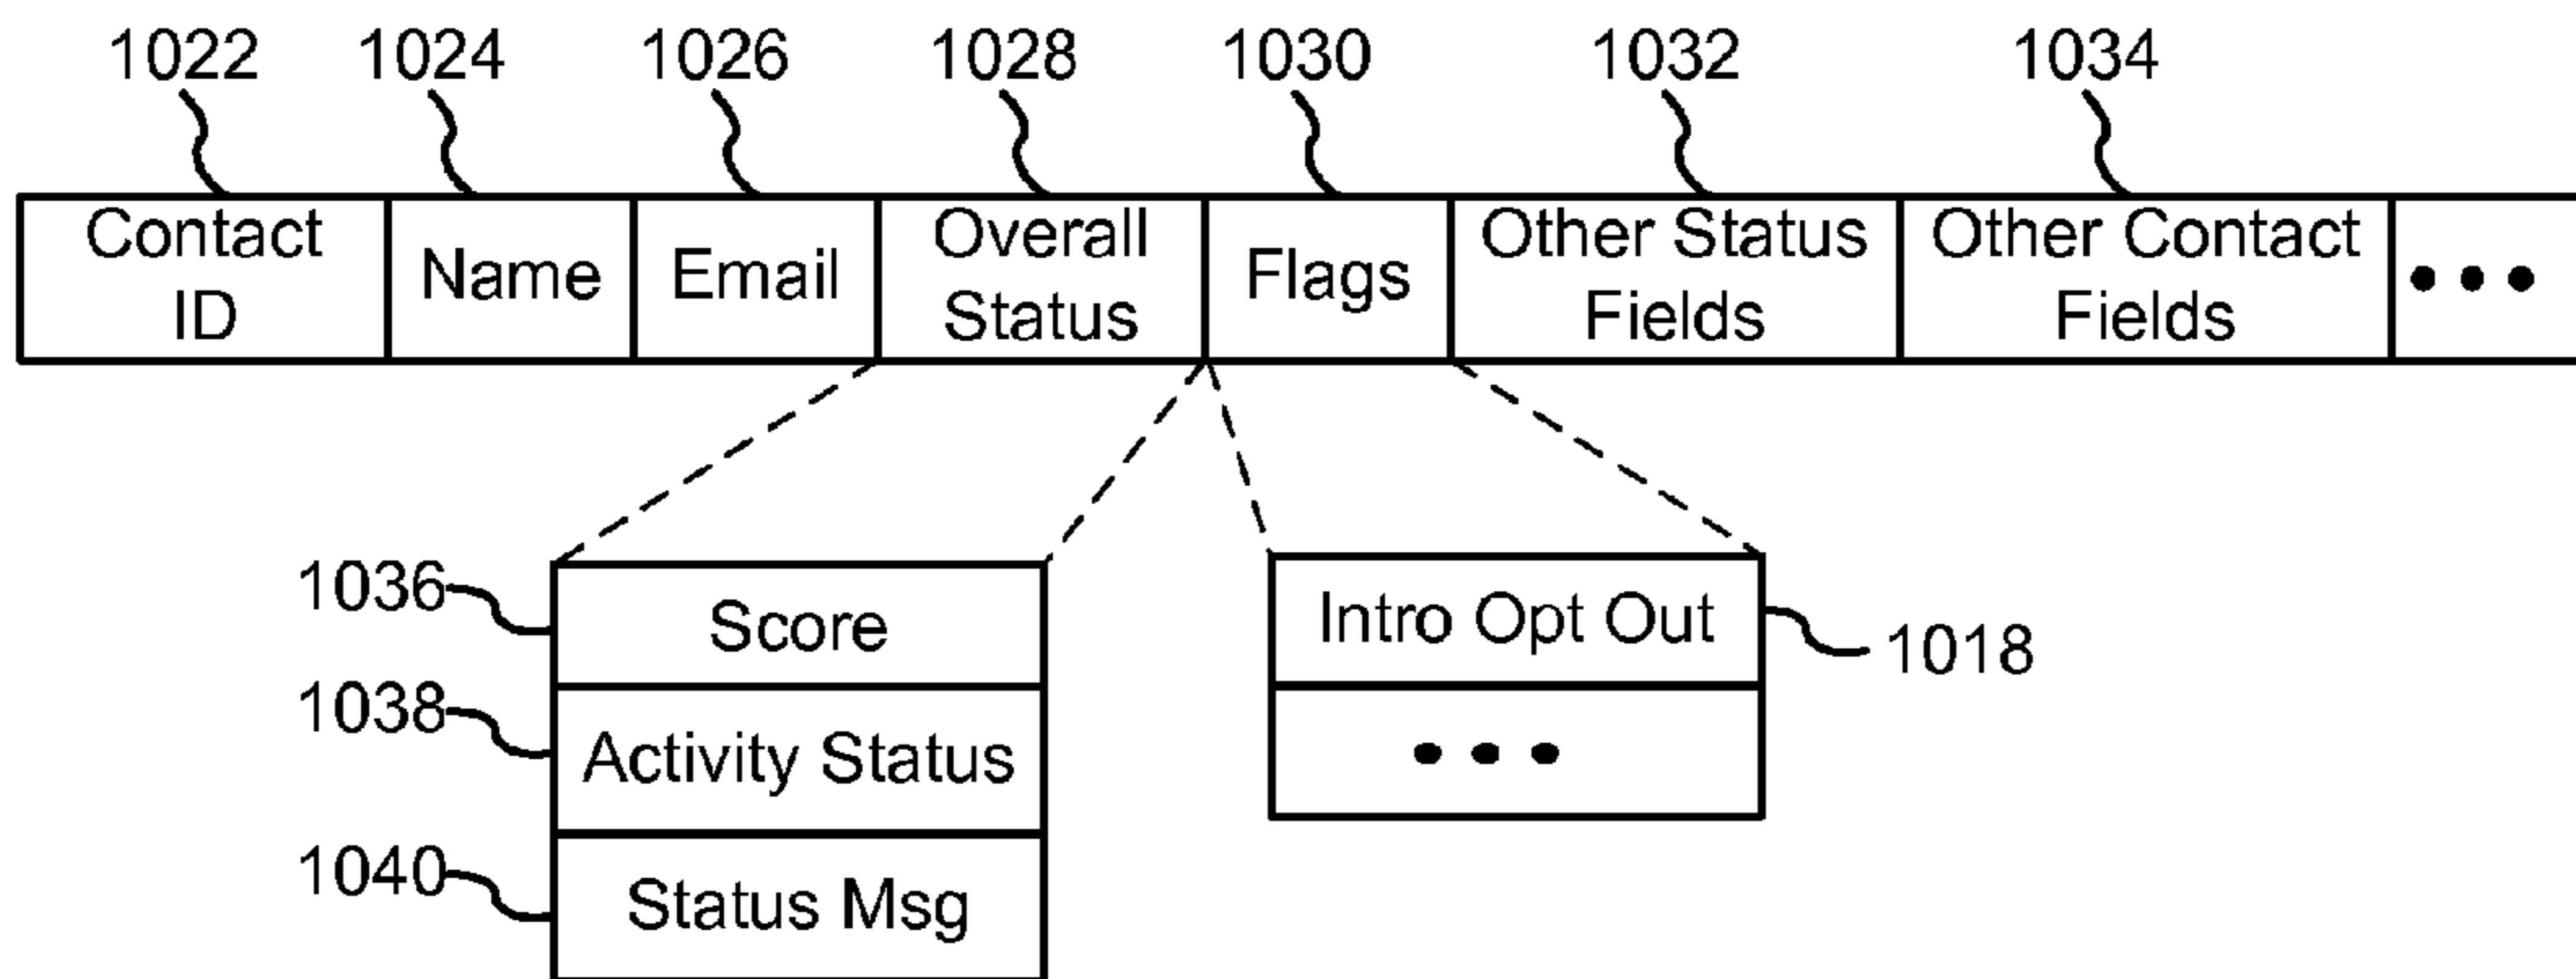 1022 1024 1026 1028 1030 1032 1034
Contact ID Name Email Overall Status Flags Other Status Fields Other Contact Fields •••
1036 Score
1038 Activity Status
1040 Status Msg
Intro Opt Out 1018
•••